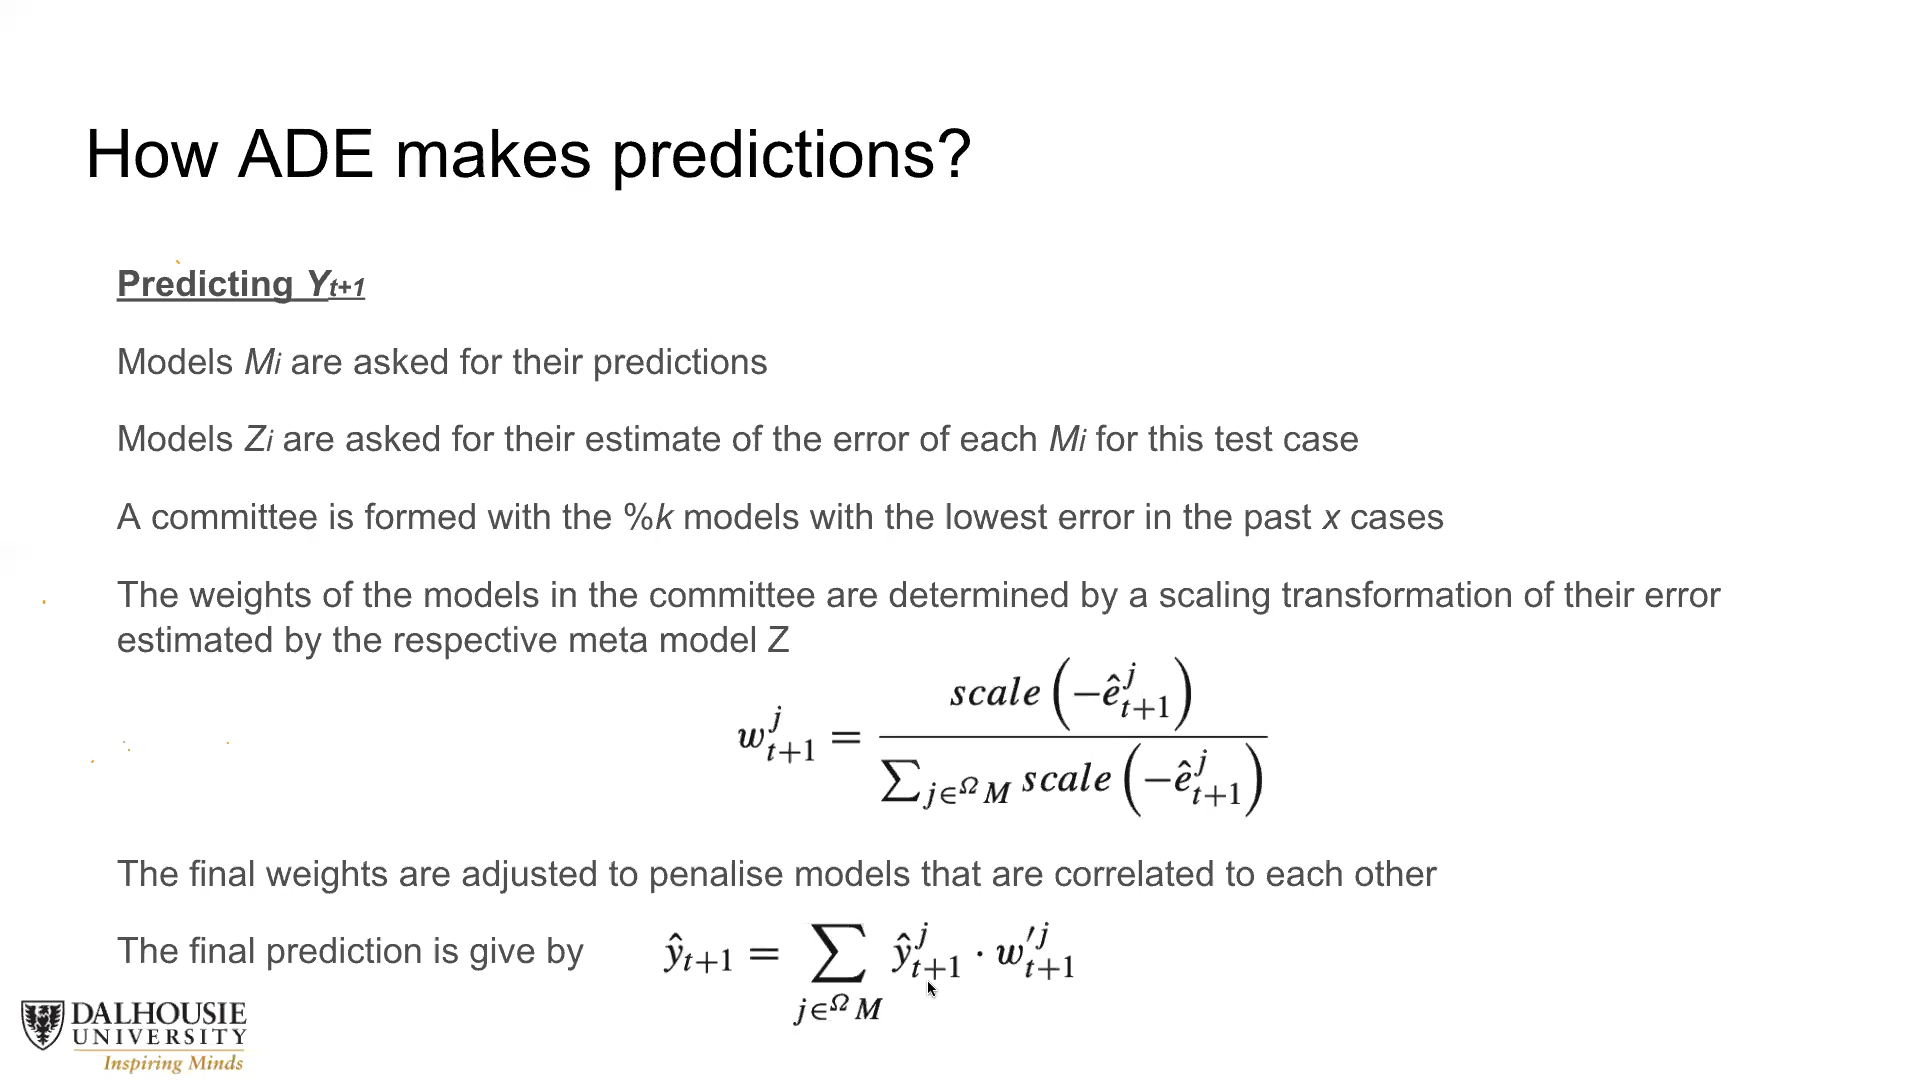 How ADE makes predictions?
Predicting Yt+1
Models Mi are asked for their predictions
Models Zi are asked for their estimate of the error of each Mi for this test case
A committee is formed with the %k models with the lowest error in the past x cases
The weights of the models in the committee are determined by a scaling transformation of their error
estimated by the respective meta model Z
w^j_{t+1} = scale(−ê^j_{t+1}) / ∑_{j∈^Ω M} scale(−ê^j_{t+1})
The final weights are adjusted to penalise models that are correlated to each other
The final prediction is give by ŷ_{t+1} = ∑_{j∈^Ω M} ŷ^j_{t+1} · w'^j_{t+1}
DALHOUSIE
UNIVERSITY
Inspiring Minds